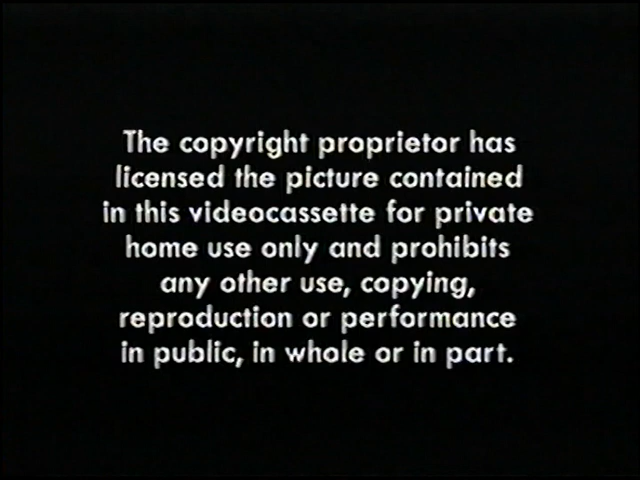 The copyright proprietor has
licensed the picture contained
in this videocassette for private
home use only and prohibits
any other use, copying,
reproduction or performance
in public, in whole or in part.